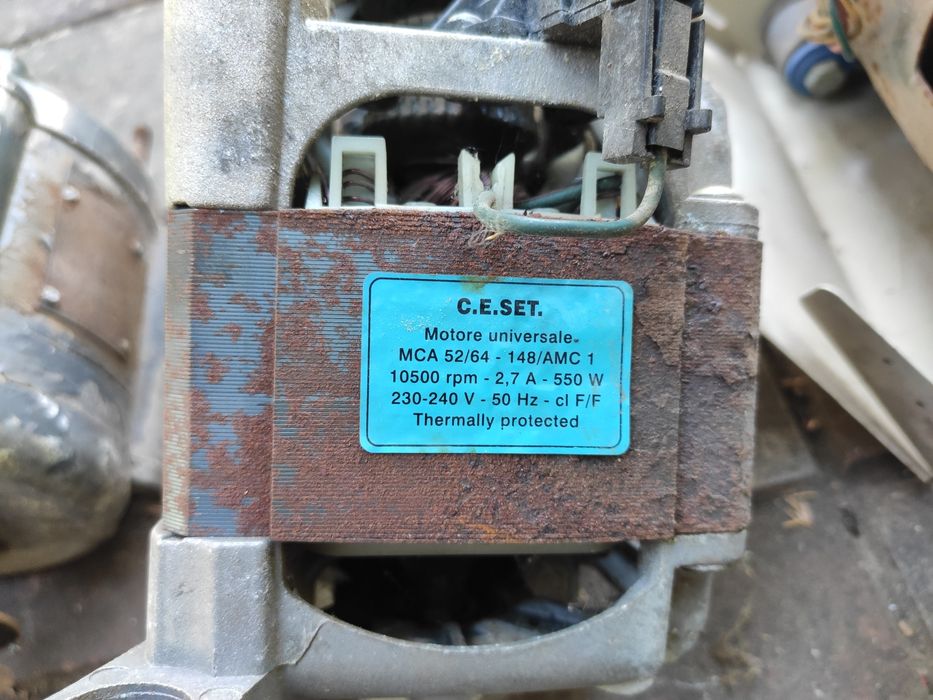 C.E.SET.
Motore universale
MCA 52/64 - 148/AMC 1
10500 rpm - 2,7 A - 550 W
230-240 V - 50 Hz - cl F/F
Thermally protected